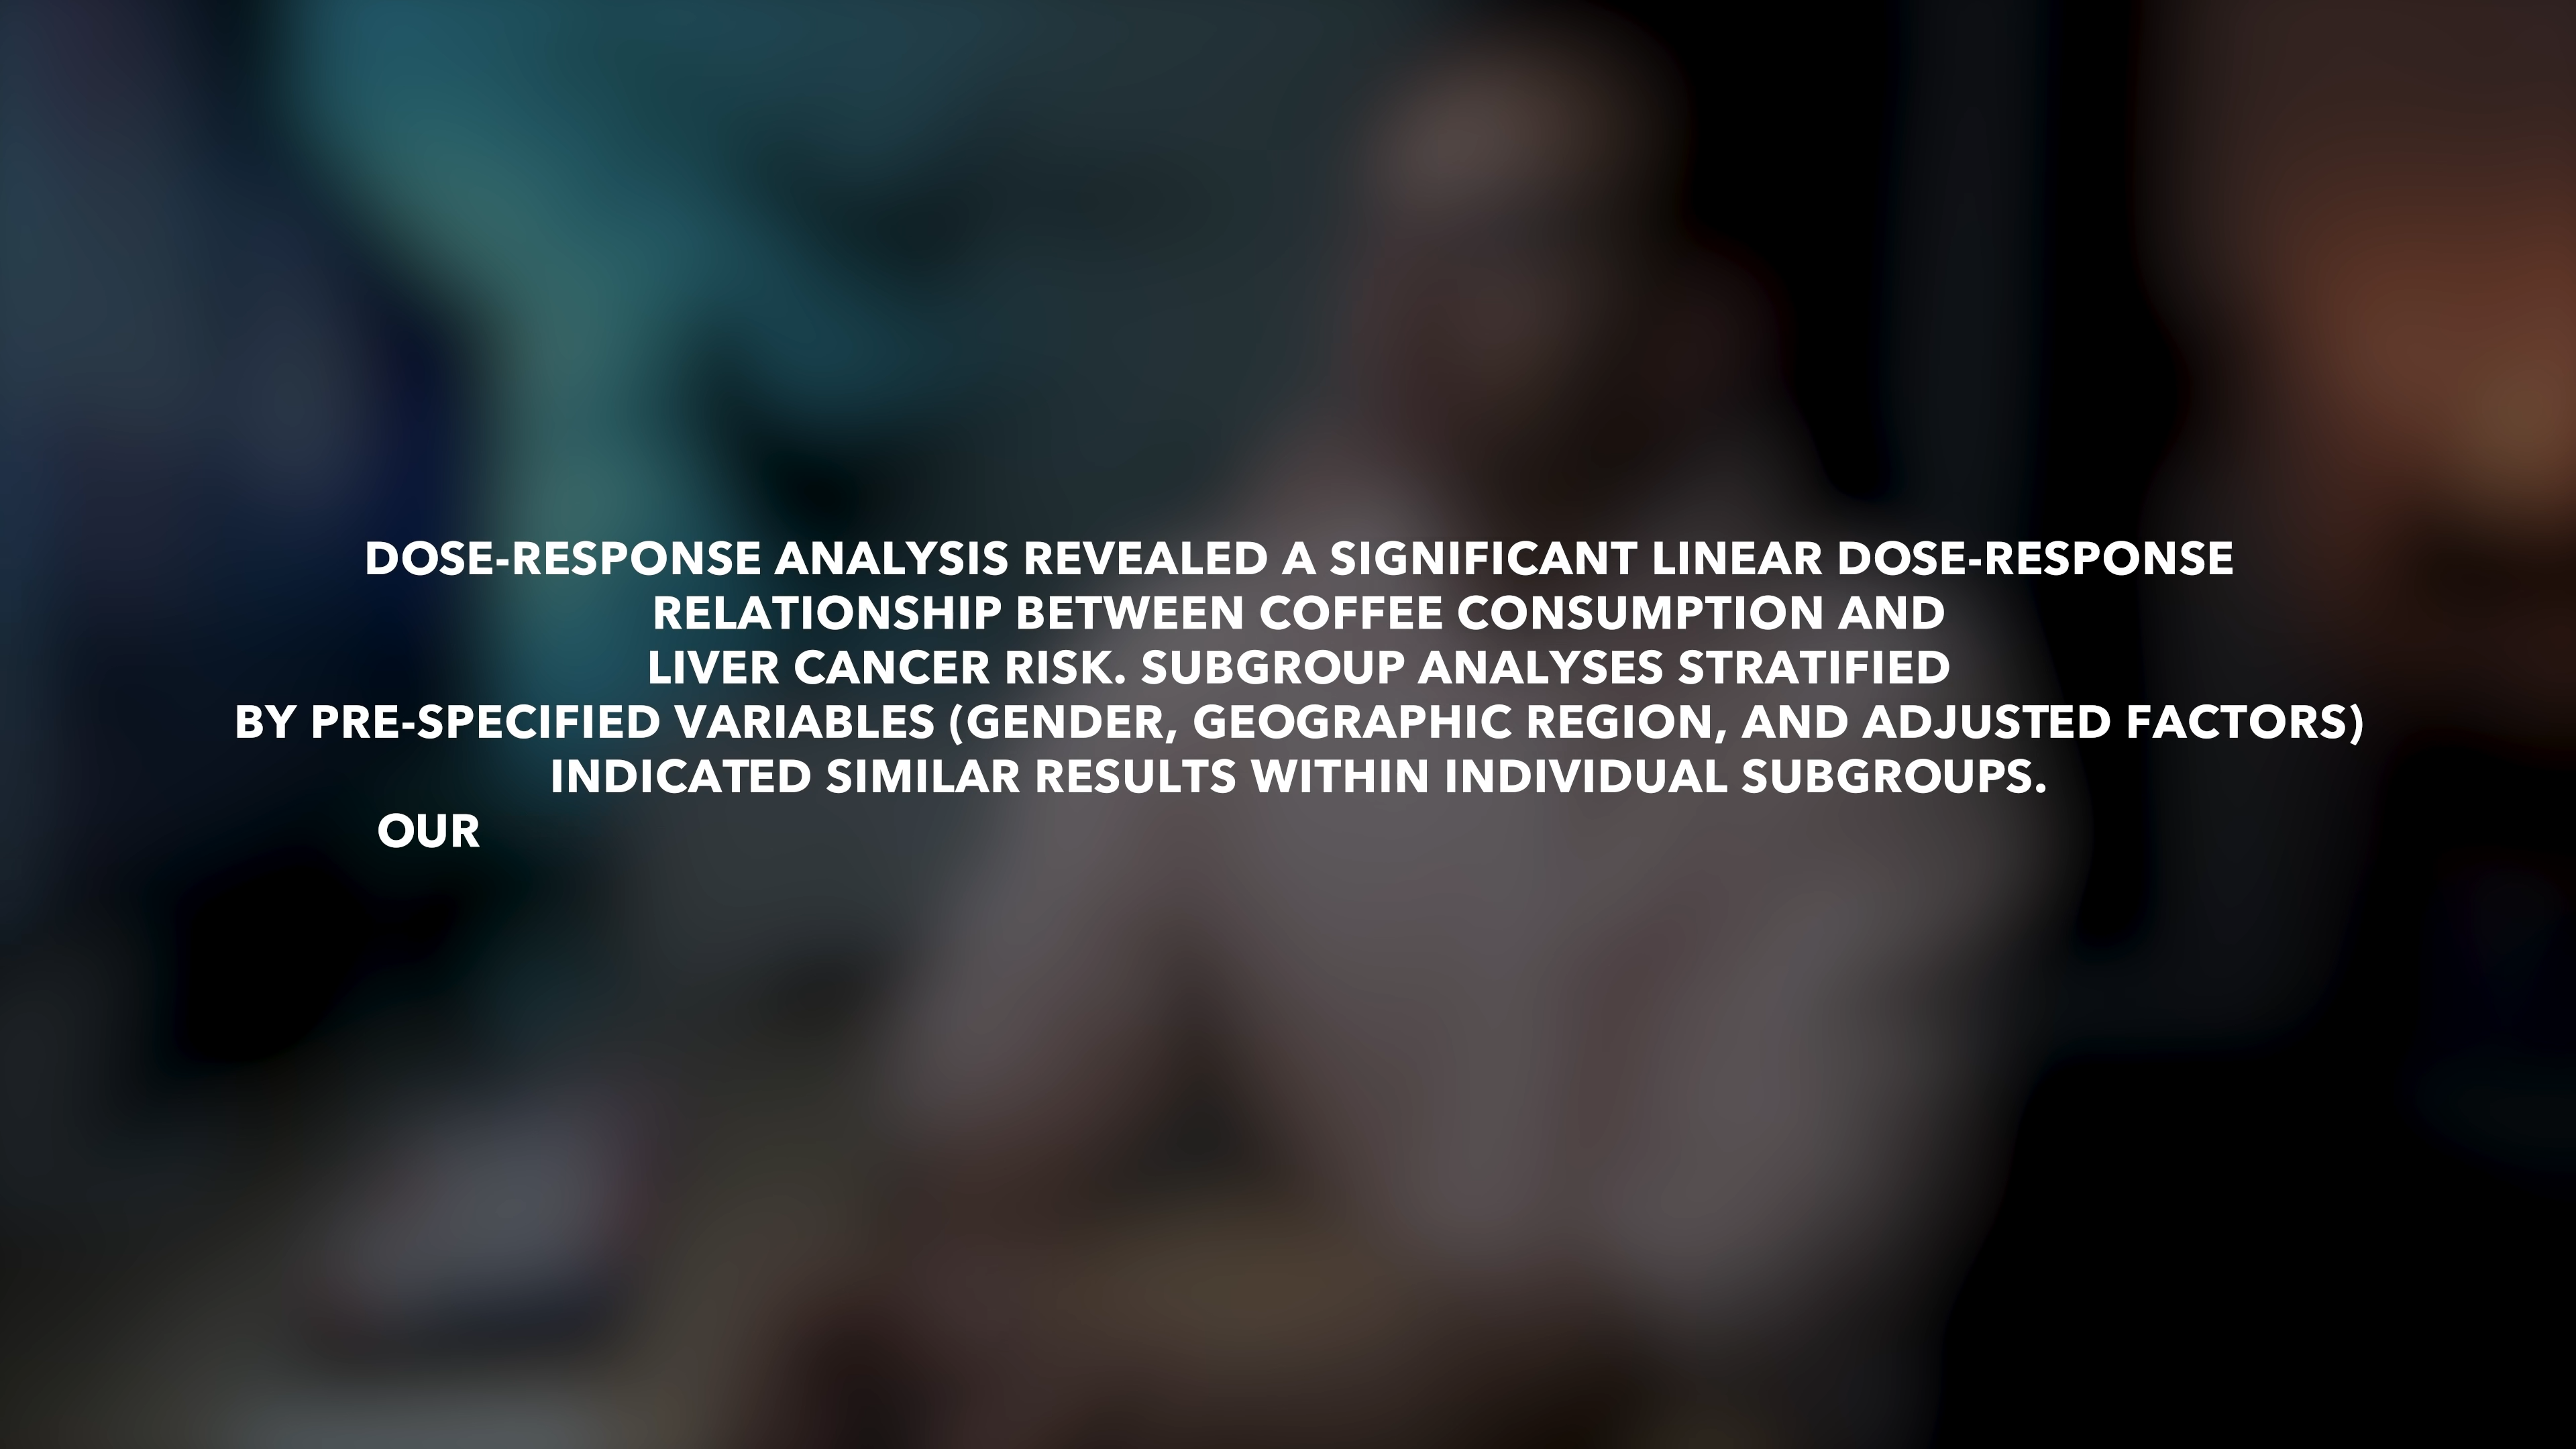 DOSE-RESPONSE ANALYSIS REVEALED A SIGNIFICANT LINEAR DOSE-RESPONSE
RELATIONSHIP BETWEEN COFFEE CONSUMPTION AND
LIVER CANCER RISK. SUBGROUP ANALYSES STRATIFIED
BY PRE-SPECIFIED VARIABLES (GENDER, GEOGRAPHIC REGION, AND ADJUSTED FACTORS)
INDICATED SIMILAR RESULTS WITHIN INDIVIDUAL SUBGROUPS.
OUR